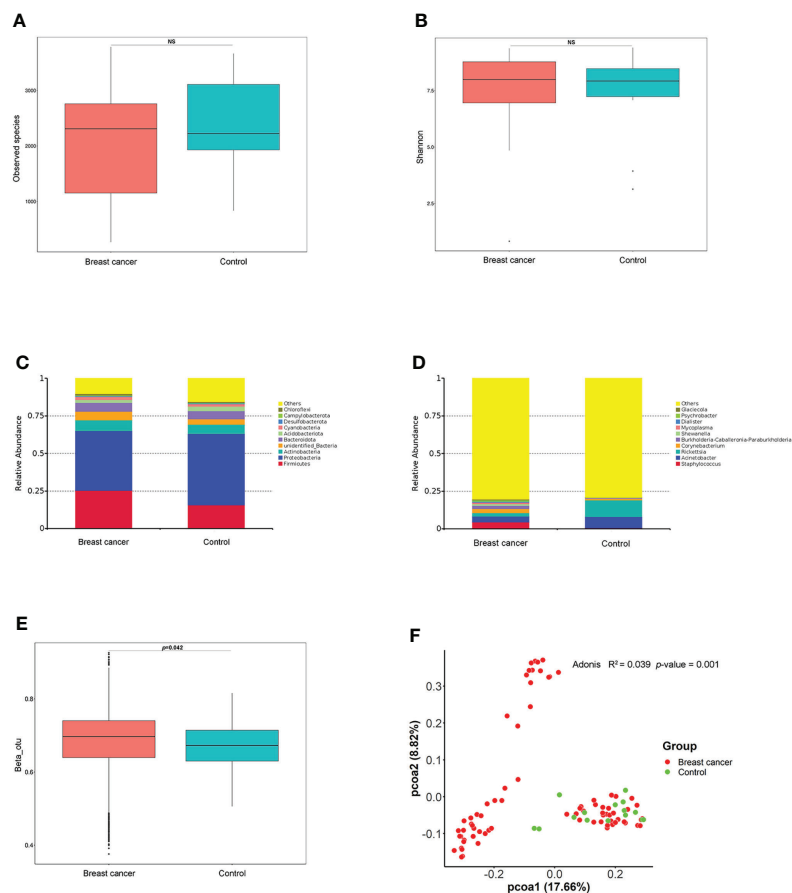 A
NS
3000
2000
1000
Observed species
Breast cancer
Control
B
NS
7.5
5.0
2.5
Shannon
Breast cancer
Control
C
1
0.75
0.5
0.25
0
Relative Abundance
Breast cancer
Control
Others
Chloroflexi
Campylobacterota
Desulfobacterota
Cyanobacteria
Acidobacteriota
Bacteroidota
unidentified_Bacteria
Actinobacteria
Proteobacteria
Firmicutes
D
1
0.75
0.5
0.25
0
Relative Abundance
Breast cancer
Control
Others
Glaciecola
Psychrobacter
Dialister
Mycoplasma
Shewanella
Burkholderia-Caballeronia-Paraburkholderia
Corynebacterium
Rickettsia
Acinetobacter
Staphylococcus
E
p=0.042
0.8
0.6
0.4
Beta_otu
Breast cancer
Control
F
Adonis R² = 0.039 p-value = 0.001
0.3
0.2
0.1
0.0
-0.1
pcoa2 (8.82%)
-0.2
0.0
0.2
pcoa1 (17.66%)
Group
Breast cancer
Control